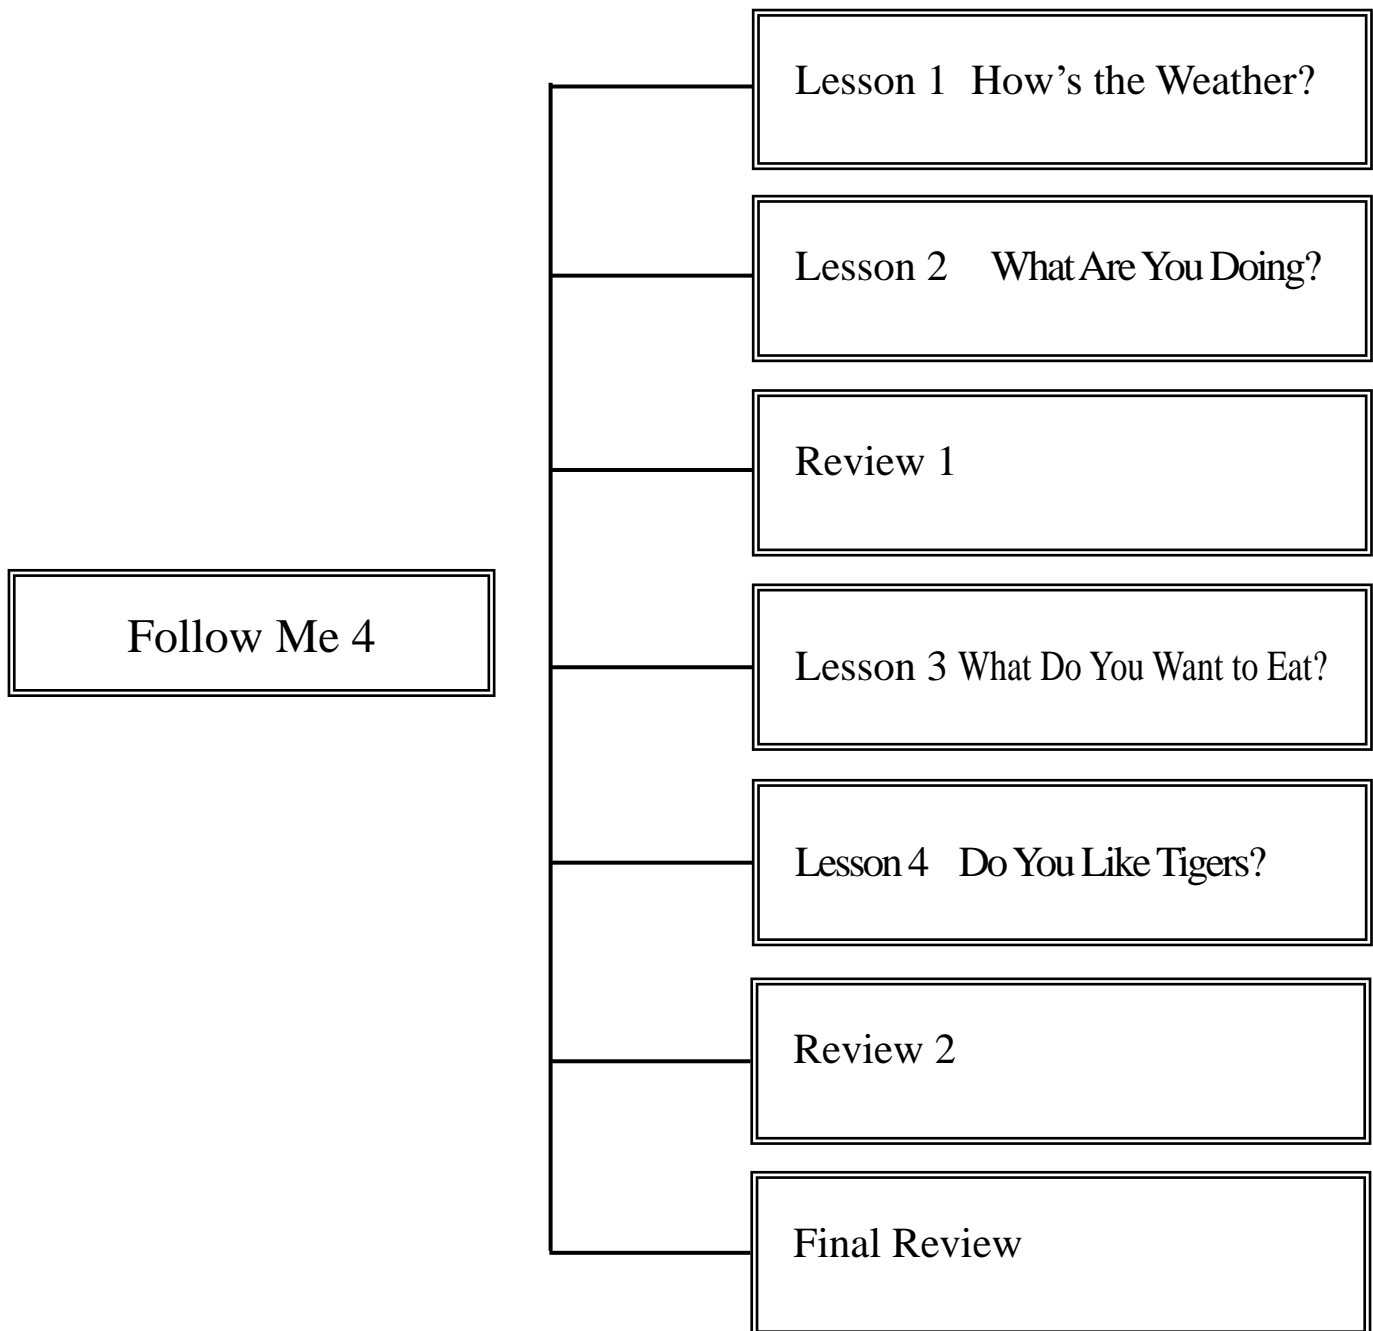 Lesson 1 How’s the Weather?
Lesson 2 What Are You Doing?
Review 1
Follow Me 4
Lesson 3 What Do You Want to Eat?
Lesson 4 Do You Like Tigers?
Review 2
Final Review